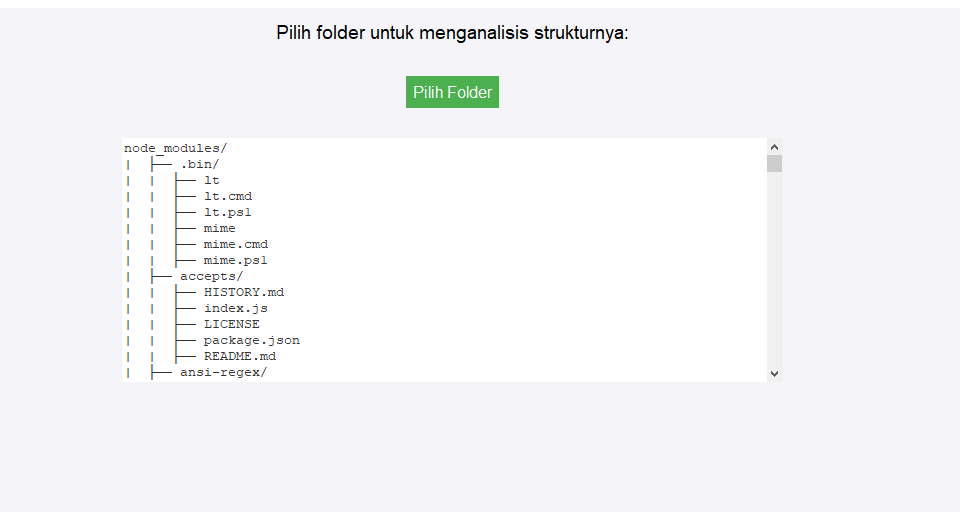 Pilih folder untuk menganalisis strukturnya:
Pilih Folder
node_modules/
|  ├── .bin/
|  |  ├── lt
|  |  ├── lt.cmd
|  |  ├── lt.ps1
|  |  ├── mime
|  |  ├── mime.cmd
|  |  ├── mime.ps1
|  ├── accepts/
|  |  ├── HISTORY.md
|  |  ├── index.js
|  |  ├── LICENSE
|  |  ├── package.json
|  |  ├── README.md
|  ├── ansi-regex/